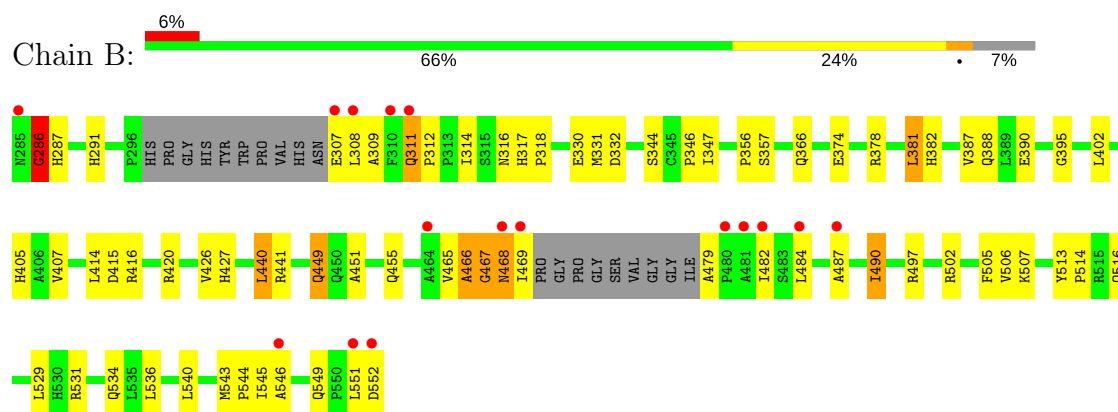 6%
Chain B:
66% 24% • 7%
N285 G286 H287 H291 P296 HIS PRO GLY HIS TYR TRP PRO VAL HIS ASN E307 L308 A309 F310 Q311 P312 P313 I314 S315 N316 H317 P318 E330 M331 D332 S344 C345 P346 I347 P356 S357 Q366 E374 R378 L381 H382 V387 Q388 L389 E390 G395 L402
H405 A406 V407 L414 D415 R416 R420 V426 H427 L440 R441 Q449 Q450 A451 Q455 A464 V465 A466 G467 N468 I469 PRO GLY PRO GLY SER VAL GLY GLY ILE A479 P480 A481 I482 S483 L484 A487 I490 R497 R502 F505 V506 K507 Y513 P514 R515
L529 H530 R531 Q534 L535 L536 L540 M543 P544 I545 A546 Q549 P550 L551 D552